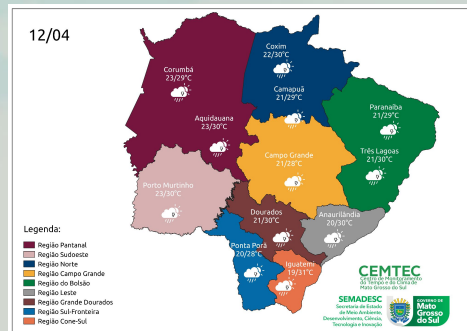 12/04
Coxim
22/30°C
Corumbá
23/29°C
Camapuã
21/29°C
Paranaíba
21/29°C
Aquidauana
23/30°C
Três Lagoas
21/30°C
Campo Grande
21/28°C
Porto Murtinho
23/30°C
Dourados
21/30°C
Anaurilândia
20/30°C
Ponta Porã
20/28°C
Iguatemi
19/31°C
Legenda:
Região Pantanal
Região Sudoeste
Região Norte
Região Campo Grande
Região do Bolsão
Região Leste
Região Grande Dourados
Região Sul-Fronteira
Região Cone-Sul
CEMTEC
Centro de Monitoramento
do Tempo e do Clima de
Mato Grosso do Sul
SEMADESC
Secretaria de Estado
de Meio Ambiente,
Desenvolvimento, Ciência,
Tecnologia e Inovação
GOVERNO DE
Mato
Grosso
do Sul